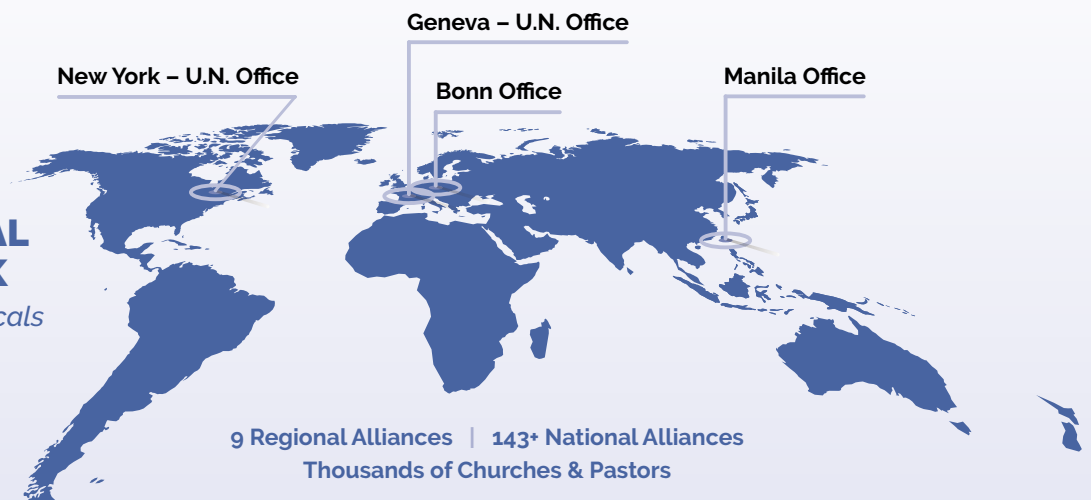 Geneva – U.N. Office
New York – U.N. Office
Manila Office
Bonn Office
9 Regional Alliances | 143+ National Alliances
Thousands of Churches & Pastors